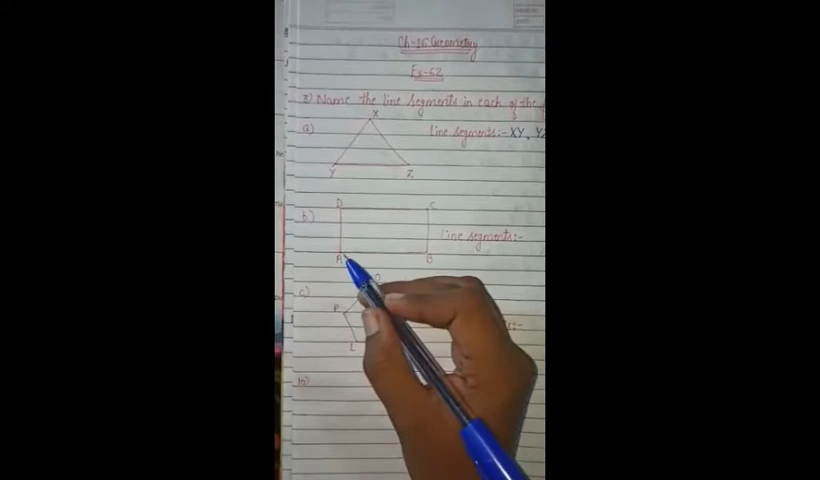 Ch-16 Geometry
Ex-62
Name the line segments in each of the
a)
X
line segments:- XY, YZ
Y
Z
D
C
b)
line segments:-
A
B
c)
O
P
L
10)